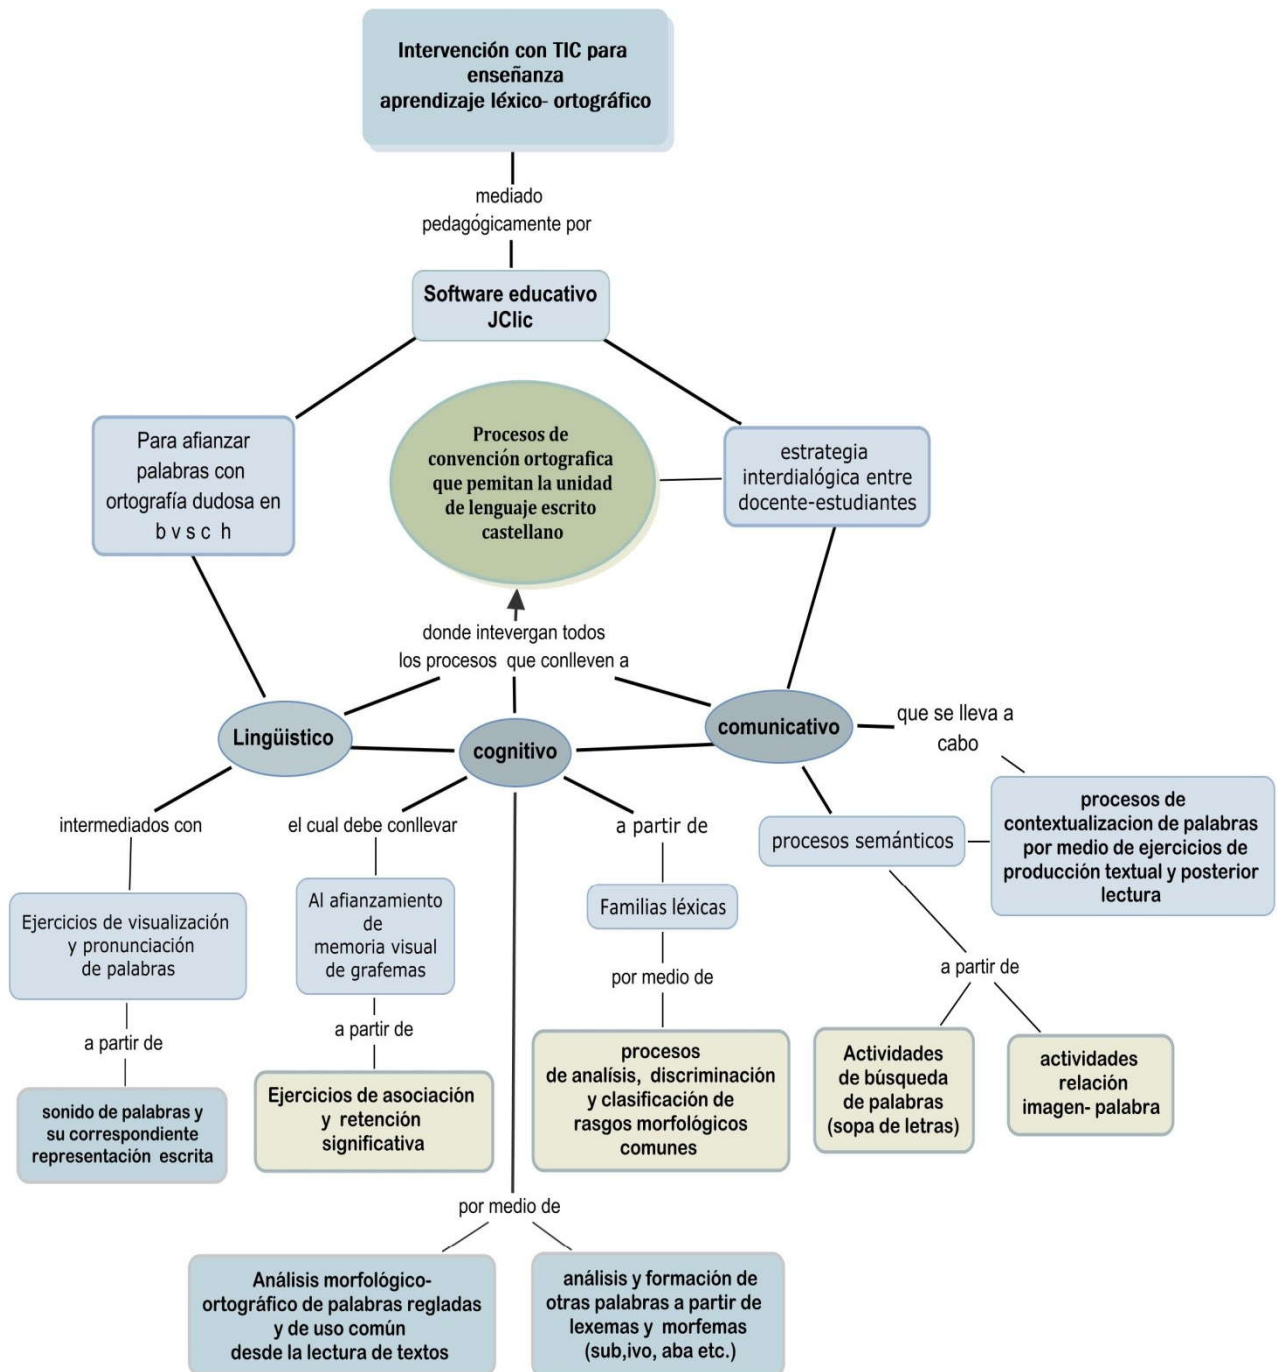 Intervención con TIC para
enseñanza
aprendizaje léxico- ortográfico
mediado
pedagógicamente por
Software educativo
JClic
Para afianzar
palabras con
ortografía dudosa en
b v s c h
Procesos de
convención ortografica
que pemitan la unidad
de lenguaje escrito
castellano
estrategia
interdialógica entre
docente-estudiantes
donde intevergan todos
los procesos que conlleven a
Lingüistico
cognitivo
comunicativo
que se lleva a
cabo
intermediados con
el cual debe conllevar
a partir de
procesos semánticos
procesos de
contextualizacion de palabras
por medio de ejercicios de
producción textual y posterior
lectura
Ejercicios de visualización
y pronunciación
de palabras
Al afianzamiento
de
memoria visual
de grafemas
Familias léxicas
por medio de
a partir de
a partir de
a partir de
sonido de palabras y
su correspondiente
representación escrita
Ejercicios de asociación
y retención
significativa
procesos
de analísis, discriminación
y clasificación de
rasgos morfológicos
comunes
Actividades
de búsqueda
de palabras
(sopa de letras)
actividades
relación
imagen- palabra
por medio de
Análisis morfológico-
ortográfico de palabras regladas
y de uso común
desde la lectura de textos
análisis y formación de
otras palabras a partir de
lexemas y morfemas
(sub,ivo, aba etc.)